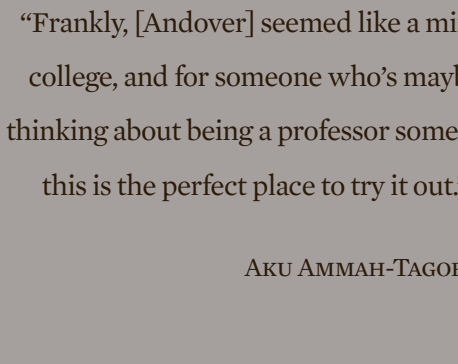 “Frankly, [Andover] seemed like a mi
college, and for someone who’s mayb
thinking about being a professor some
this is the perfect place to try it out.
Aku Ammah-Tagoe